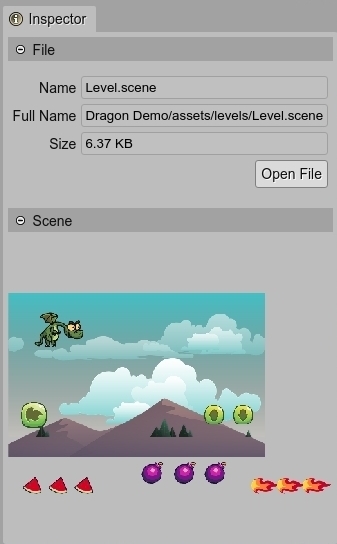 Inspector
File
Name Level.scene
Full Name Dragon Demo/assets/levels/Level.scene
Size 6.37 KB
Open File
Scene